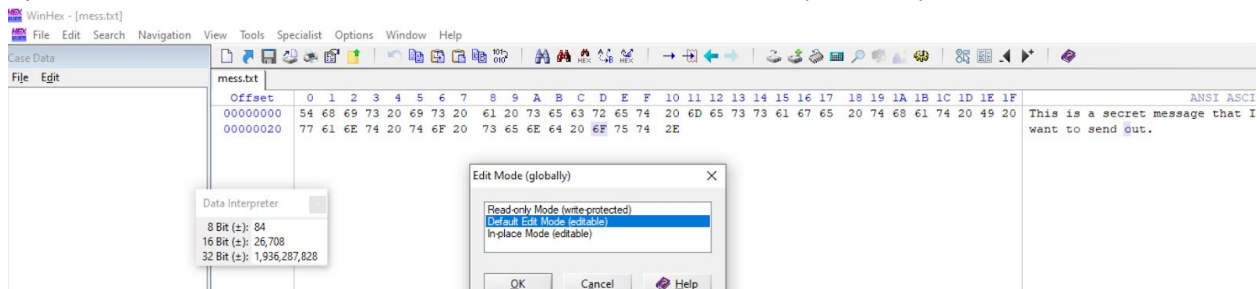 WinHex - [mess.txt]
File Edit Search Navigation View Tools Specialist Options Window Help
Case Data
File Edit
mess.txt
Offset 0 1 2 3 4 5 6 7 8 9 A B C D E F 10 11 12 13 14 15 16 17 18 19 1A 1B 1C 1D 1E 1F ANSI ASCI
00000000 54 68 69 73 20 69 73 20 61 20 73 65 63 72 65 74 20 6D 65 73 73 61 67 65 20 74 68 61 74 20 49 20 This is a secret message that I
00000020 77 61 6E 74 20 74 6F 20 73 65 6E 64 20 6F 75 74 2E want to send out.
Edit Mode (globally)
Read-only Mode (write-protected)
Default Edit Mode (editable)
In-place Mode (editable)
OK Cancel Help
Data Interpreter
8 Bit (±): 84
16 Bit (±): 26,708
32 Bit (±): 1,936,287,828